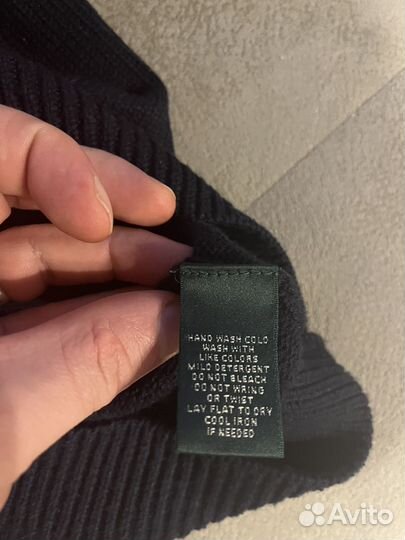 HAND WASH COLD
WASH WITH
LIKE COLORS
MILD DETERGENT
DO NOT BLEACH
DO NOT WRING
OR TWIST
LAY FLAT TO DRY
COOL IRON
IF NEEDED
Avito